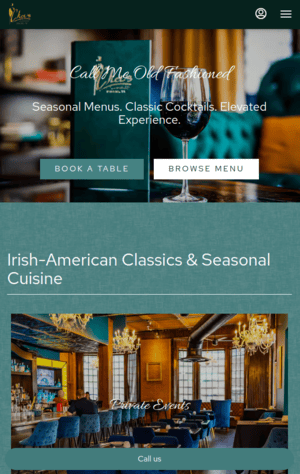 Call Me Old Fashioned
Seasonal Menus. Classic Cocktails. Elevated
Experience.
BOOK A TABLE
BROWSE MENU
Irish-American Classics & Seasonal
Cuisine
Private Events
Call us